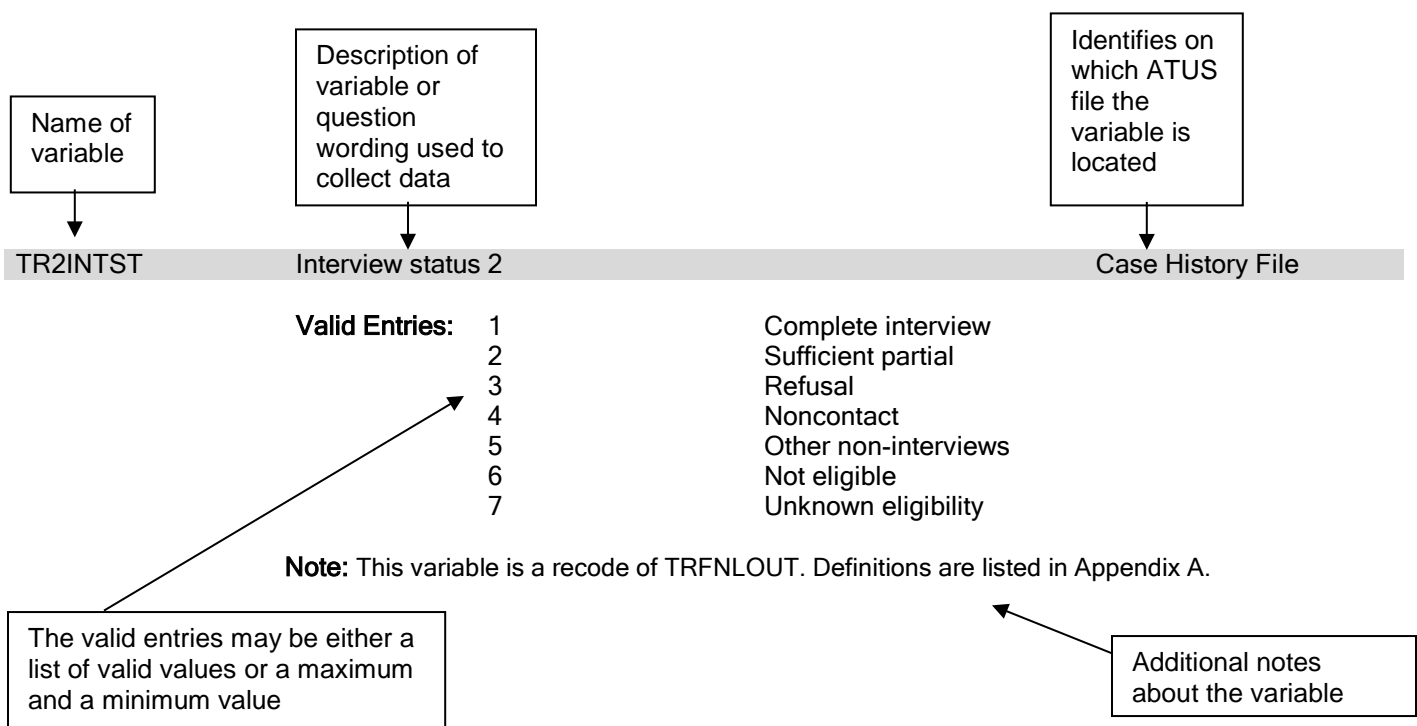 Name of
variable
Description of
variable or
question
wording used to
collect data
Identifies on
which ATUS
file the
variable is
located
TR2INTST Interview status 2 Case History File
Valid Entries: 1 Complete interview
2 Sufficient partial
3 Refusal
4 Noncontact
5 Other non-interviews
6 Not eligible
7 Unknown eligibility
Note: This variable is a recode of TRFNLOUT. Definitions are listed in Appendix A.
The valid entries may be either a
list of valid values or a maximum
and a minimum value
Additional notes
about the variable